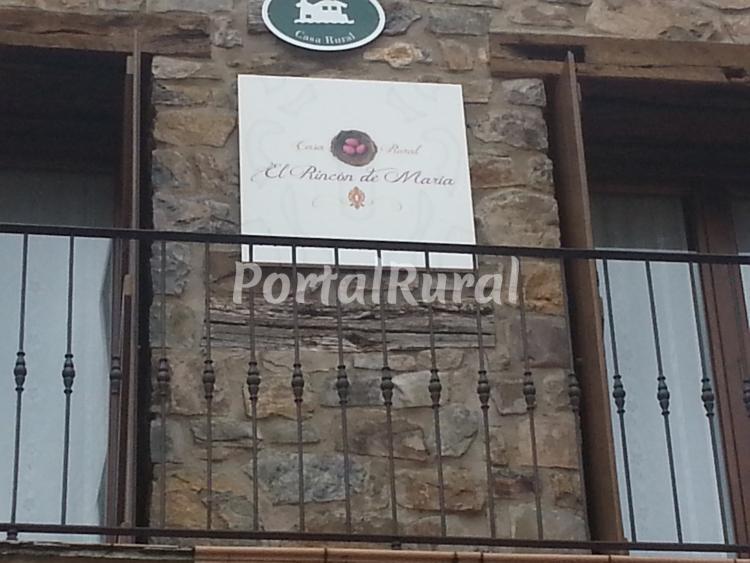 Casa Rural
Casa Rural
El Rincón de María
PortalRural